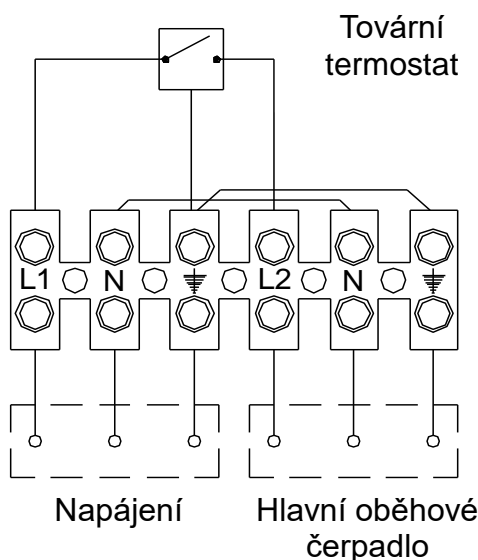 Tovární
termostat
L1 N L2 N
Napájení
Hlavní oběhové
čerpadlo